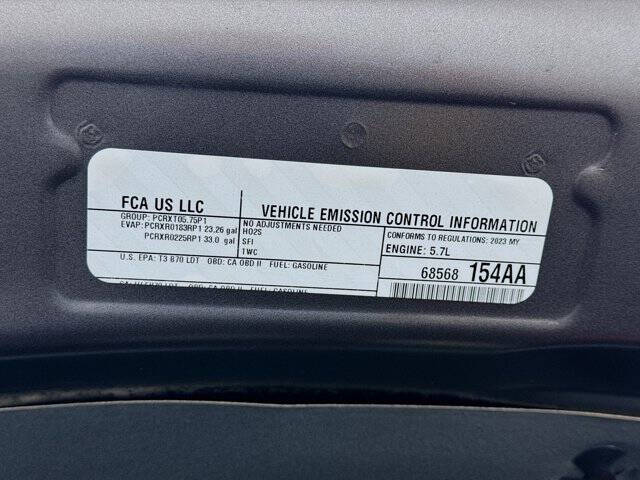 FCA US LLC
GROUP: PCRXT05.75P1
EVAP: PCRXR0183RP1 23,26 gal
PCRXR0225RP1 33.0 gal
VEHICLE EMISSION CONTROL INFORMATION
NO ADJUSTMENTS NEEDED
HO2S
SFI
1WC
CONFORMS TO REGULATIONS: 2023 MY
ENGINE: 5.7L
U.S. EPA: T3 B70 LDT OBD: CA OBD II FUEL: GASOLINE
68568 154AA